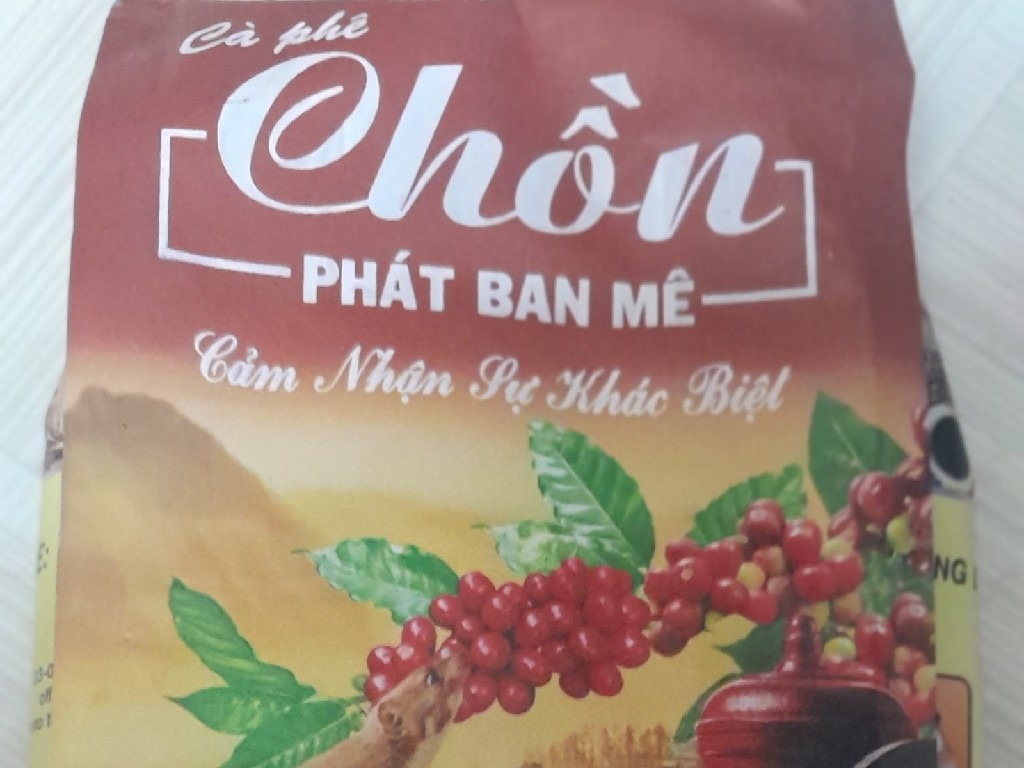 Cà phê
Chồn
PHÁT BAN MÊ
Cảm Nhận Sự Khác Biệt